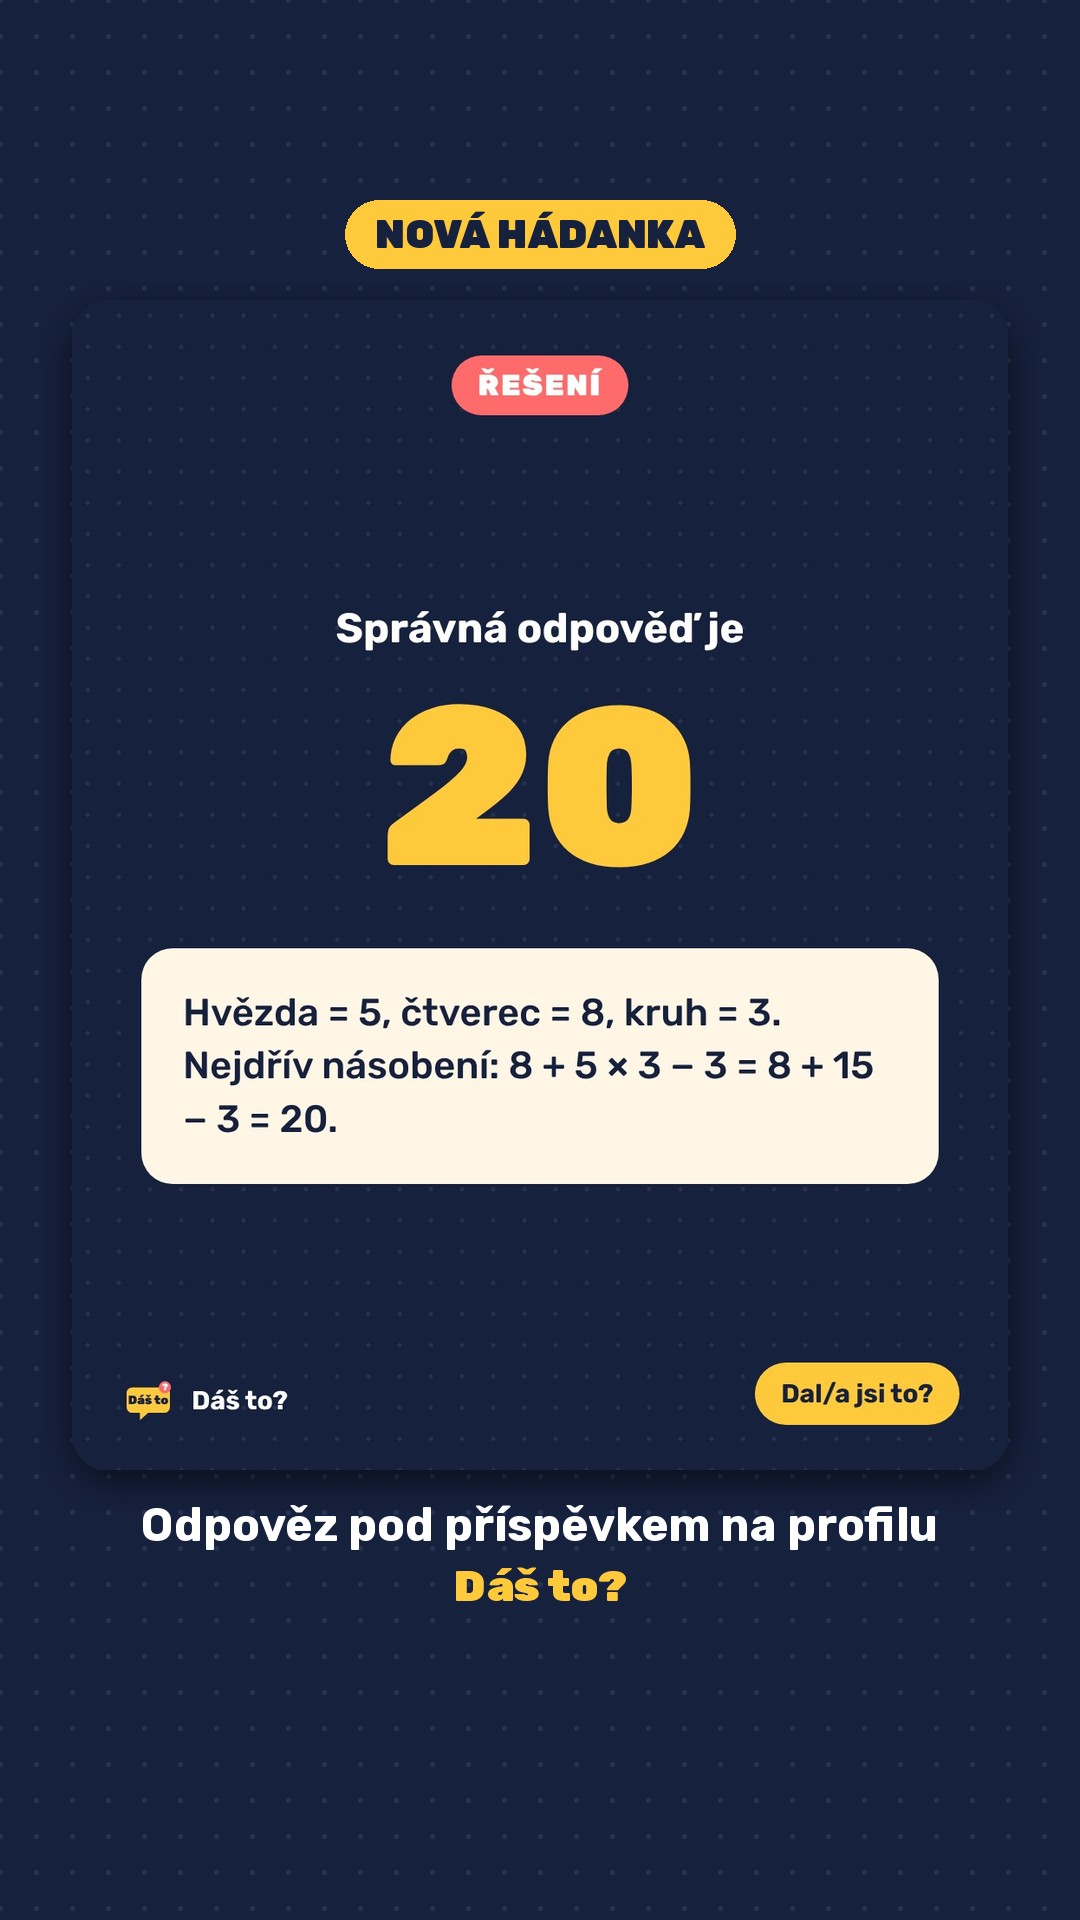 NOVÁ HÁDANKA
ŘEŠENÍ
Správná odpověď je
20
Hvězda = 5, čtverec = 8, kruh = 3.
Nejdřív násobení: 8 + 5 × 3 − 3 = 8 + 15
− 3 = 20.
Dáš to ?
Dáš to?
Dal/a jsi to?
Odpověz pod příspěvkem na profilu
Dáš to?